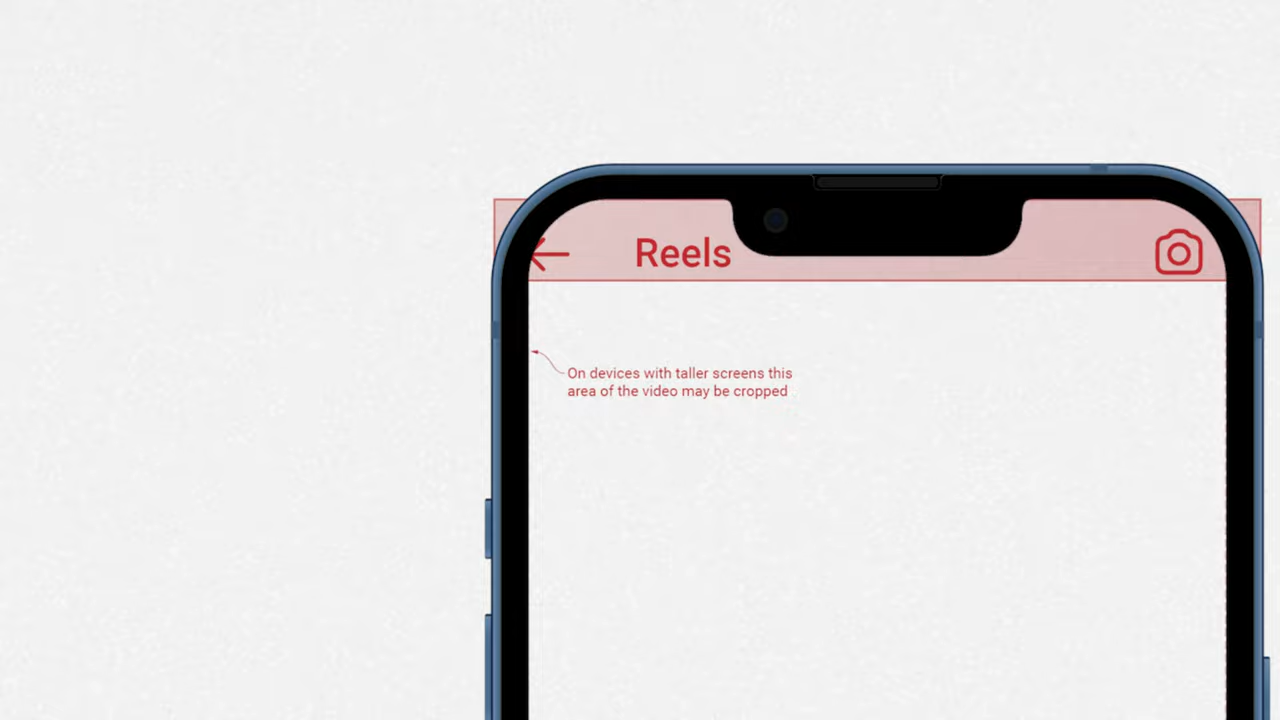 Reels
On devices with taller screens this
area of the video may be cropped